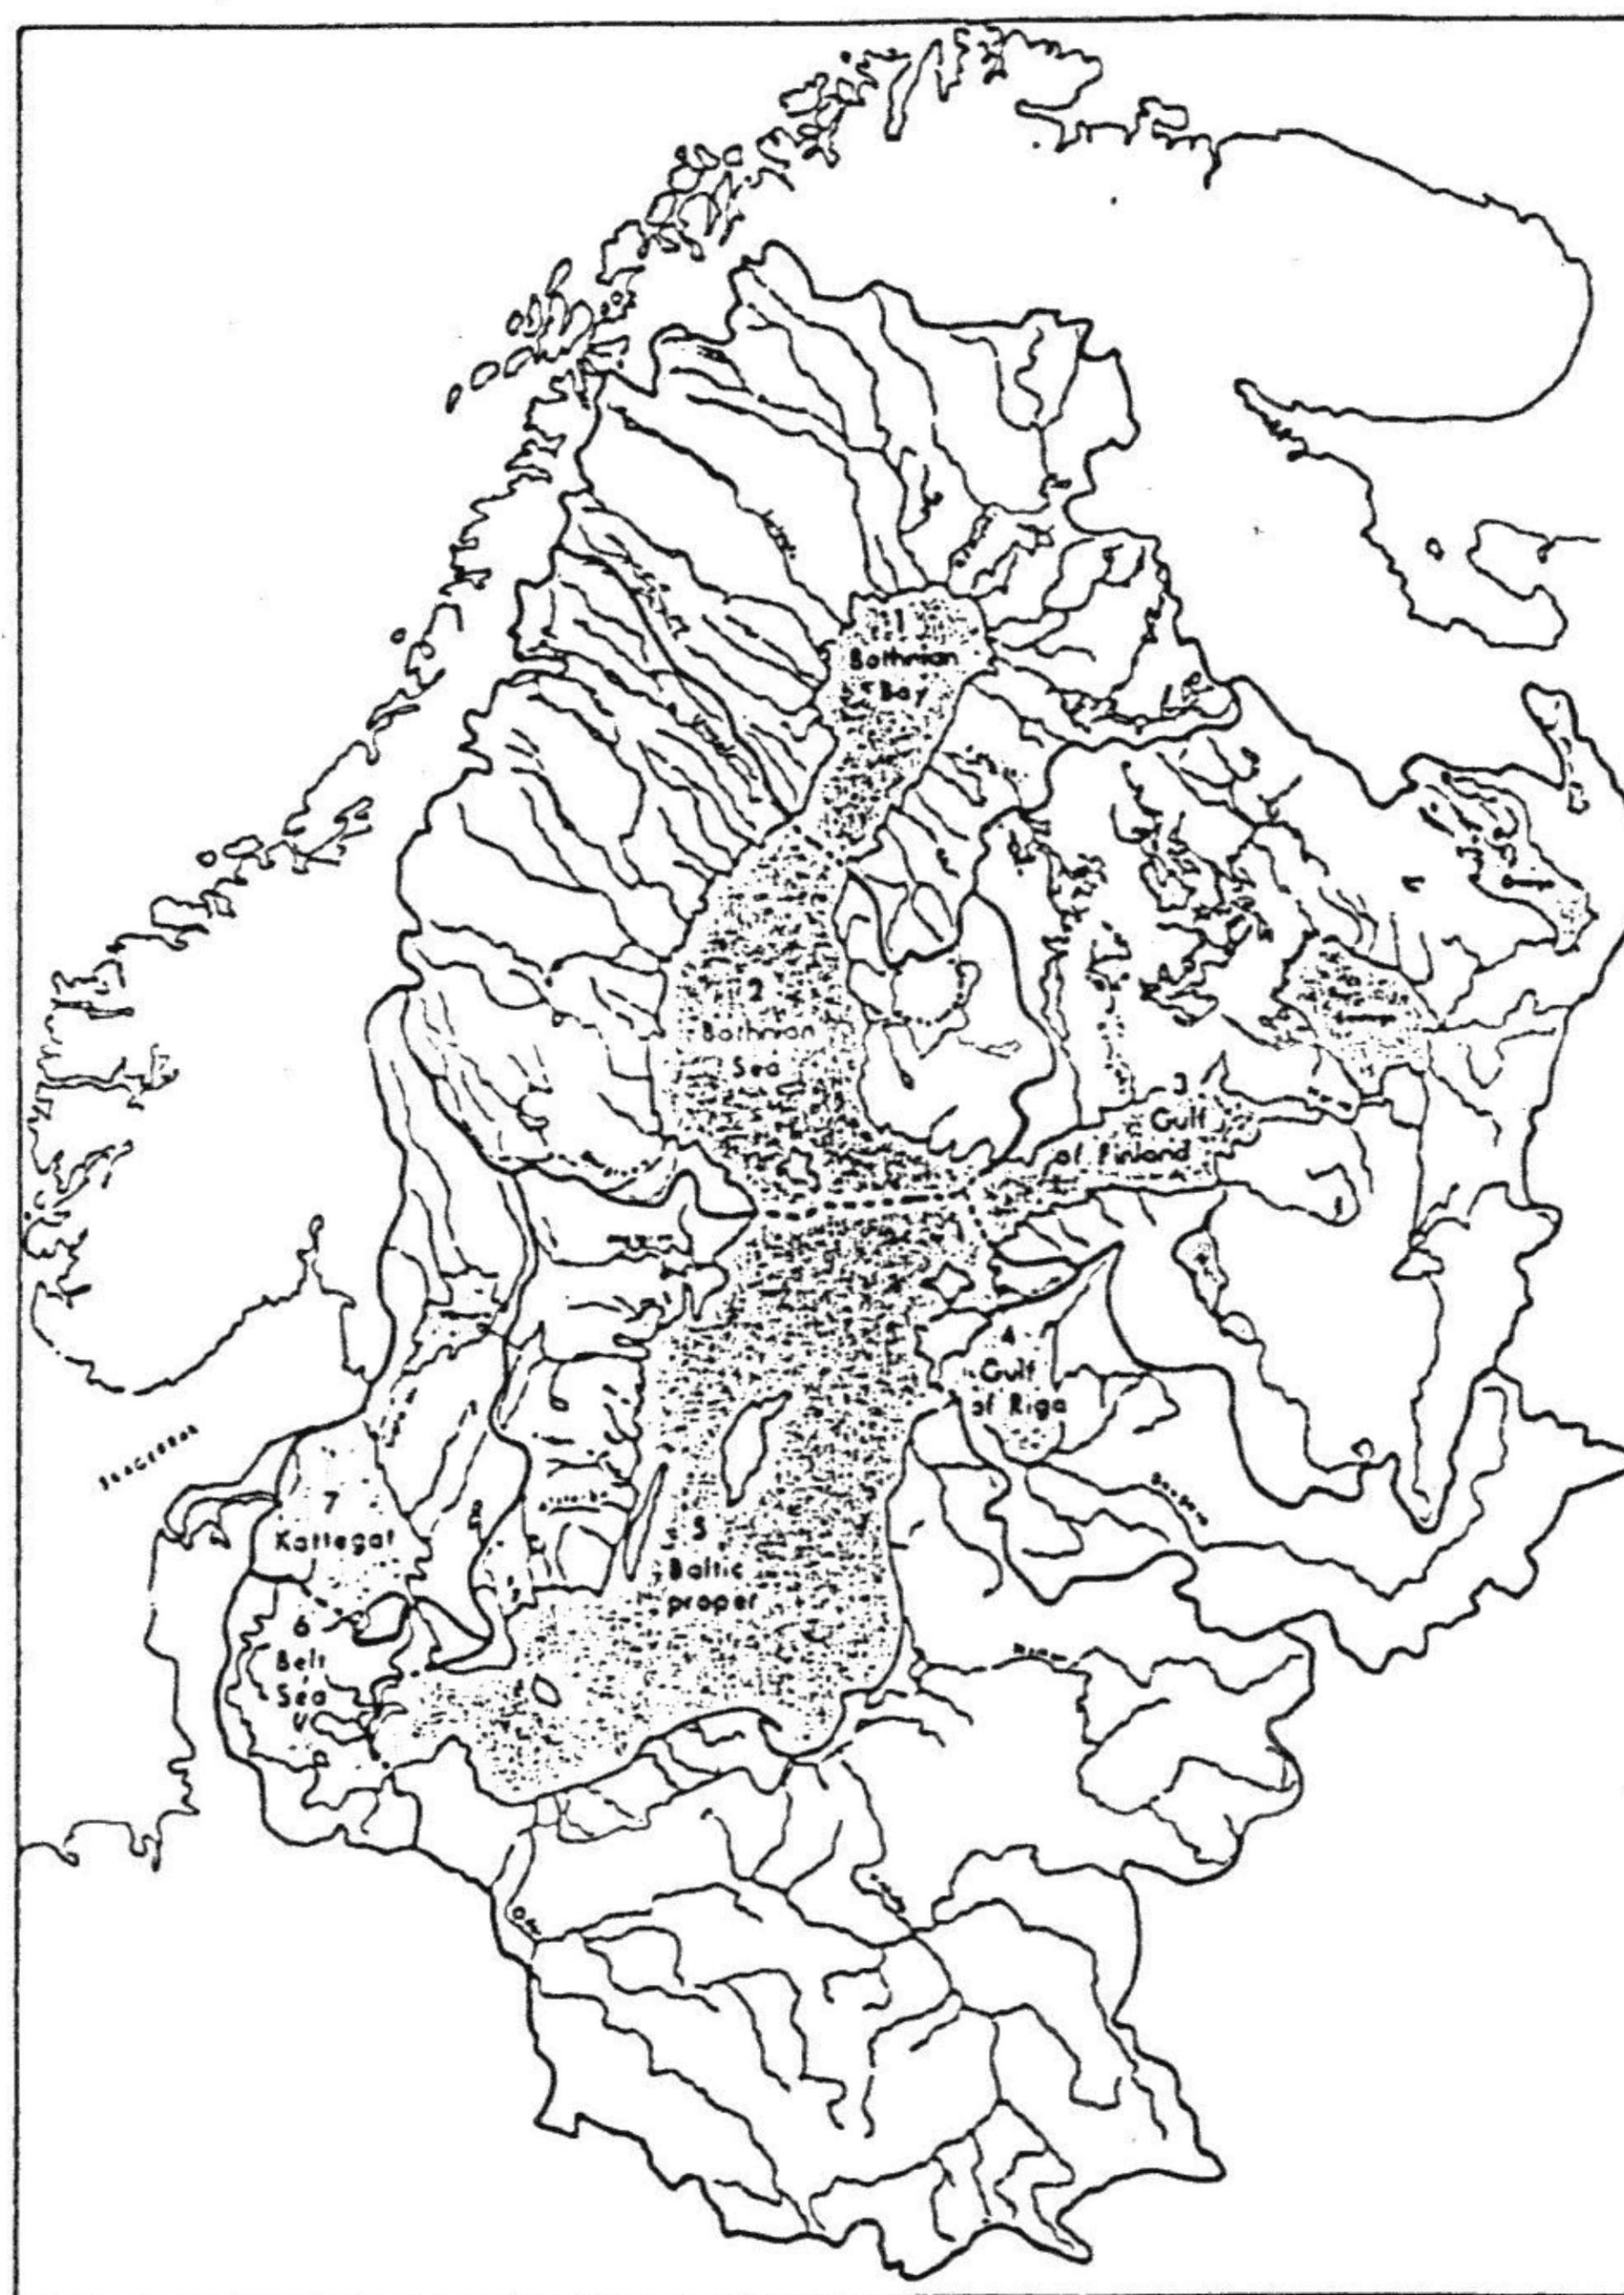 1
Bothnian
Bay
2
Bothnian
Sea
3
Gulf
of Finland
4
Gulf
of Riga
5
Baltic
proper
7
Kattegat
6
Belt
Sea